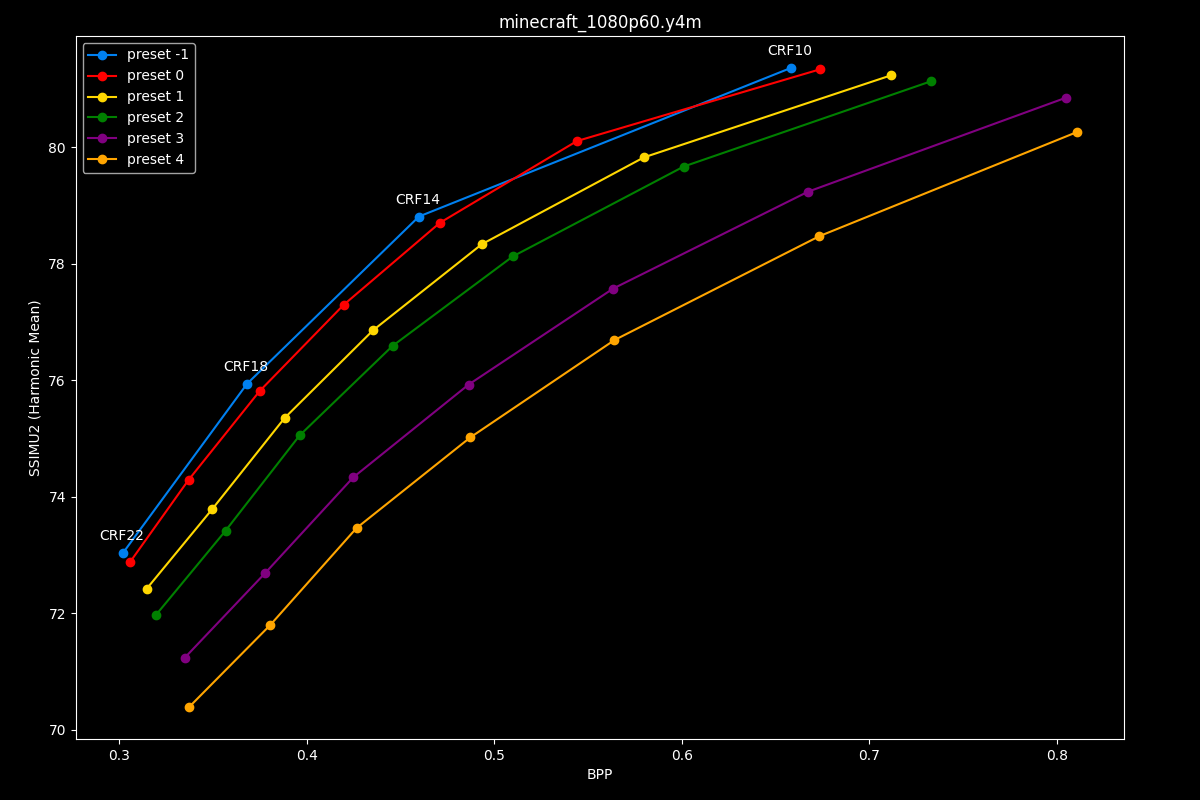 minecraft_1080p60.y4m
preset -1
preset 0
preset 1
preset 2
preset 3
preset 4
CRF10
CRF14
CRF18
CRF22
80
78
76
74
72
70
SSIMU2 (Harmonic Mean)
0.3 0.4 0.5 0.6 0.7 0.8
BPP